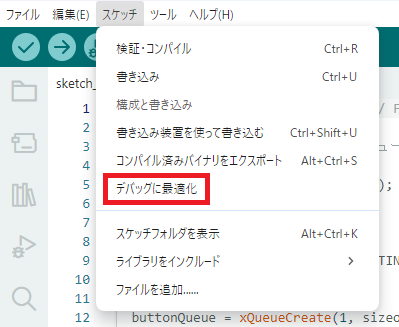 ファイル 編集 スケッチ ツール ヘルプ(H)
検証・コンパイル Ctrl+R
書き込み Ctrl+U
構成と書き込み
書き込み装置を使って書き込む Ctrl+Shift+U
コンパイル済みバイナリをエクスポート Alt+Ctrl+S
デバッグに最適化
スケッチフォルダを表示 Alt+Ctrl+K
ライブラリをインクルード
ファイルを追加......
sketch_
1 / F
2
3 ュー
4
5 );
6
7
8
9 TIN
10
11
12 buttonQueue = xQueueCreate(1, sizeo